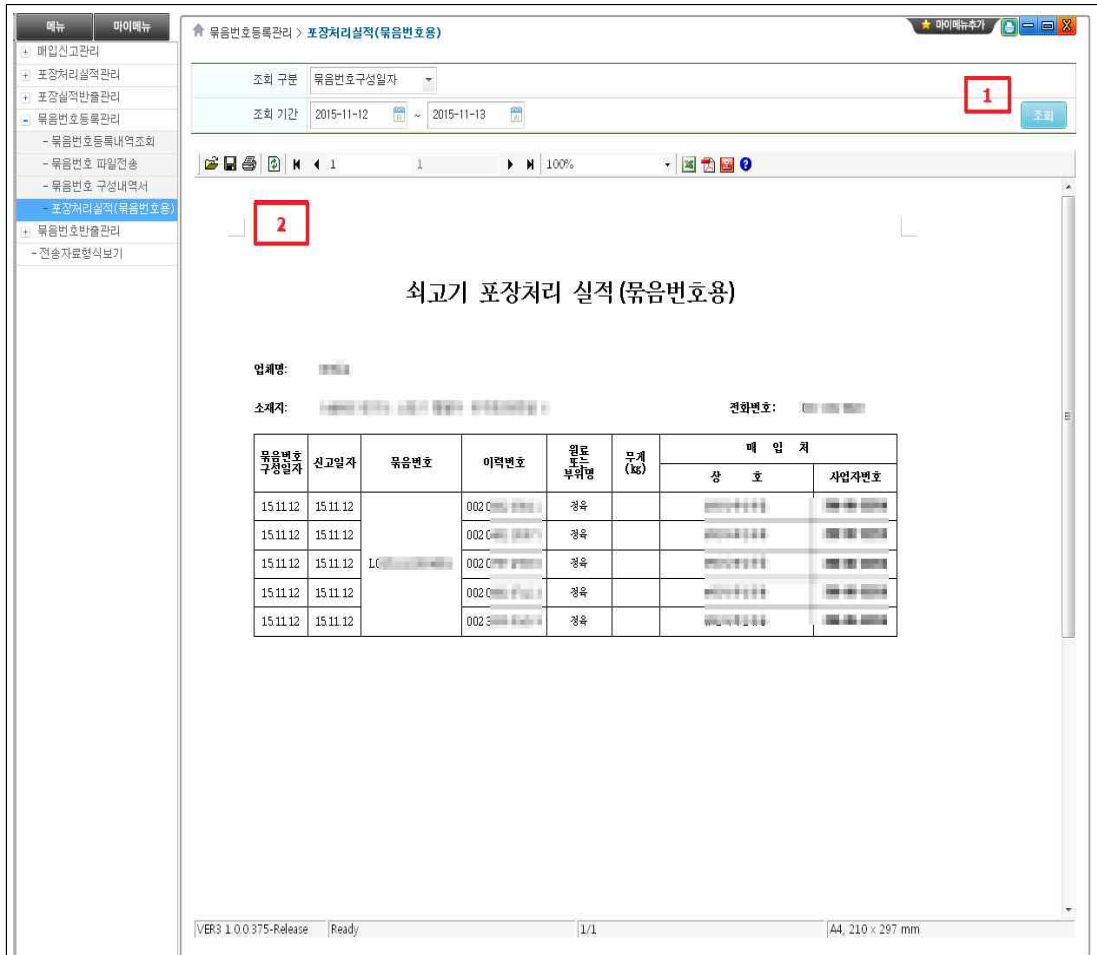 메뉴 마이메뉴
매입신고관리
포장처리실적관리
포장실적반출관리
묶음번호등록관리
- 묶음번호등록내역조회
- 묶음번호 파일전송
- 묶음번호 구성내역서
- 포장처리실적(묶음번호용)
묶음번호반출관리
- 전송자료형식보기
묶음번호등록관리 > 포장처리실적(묶음번호용)
마이메뉴추가
조회 구분 묶음번호구성일자
조회 기간 2015-11-12 ~ 2015-11-13
1
조회
1 1 100%
2
쇠고기 포장처리 실적(묶음번호용)
업체명:
소재지: 전화번호:
묶음번호 구성일자 신고일자 묶음번호 이력번호 원료 또는 부위명 무게 (kg) 매 입 처
상 호 사업자번호
15.11.12 15.11.12 002 0 정육
15.11.12 15.11.12 002 0 정육
15.11.12 15.11.12 L0 002 0 정육
15.11.12 15.11.12 002 0 정육
15.11.12 15.11.12 002 3 정육
VER3 1.0.0.375-Release Ready 1/1 A4, 210 x 297 mm